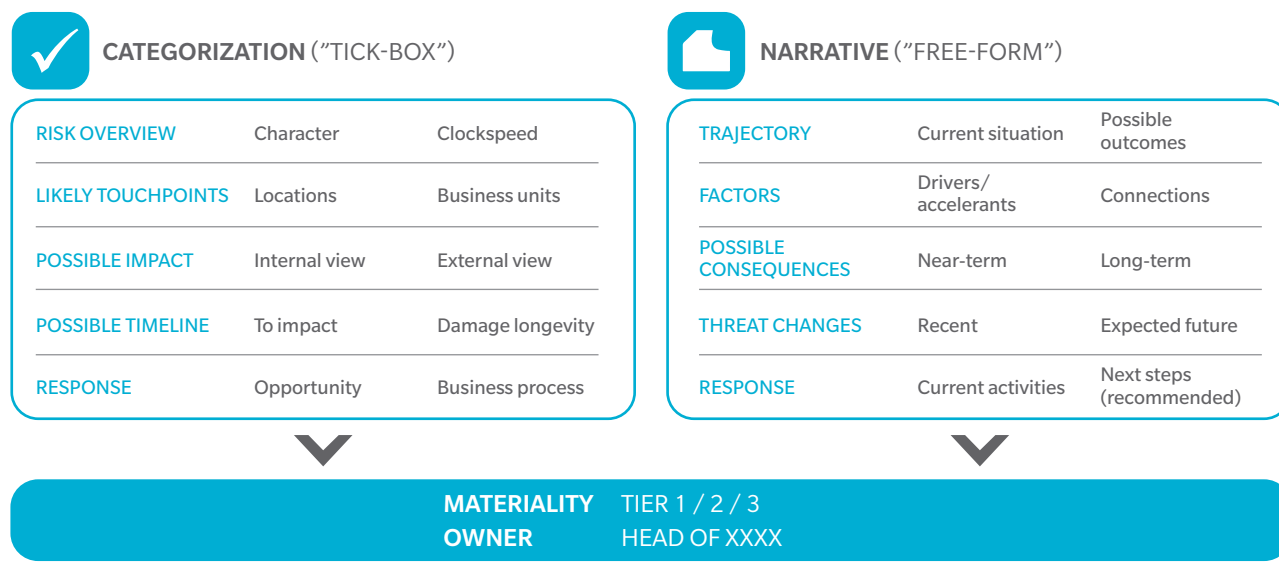 CATEGORIZATION ("TICK-BOX")
RISK OVERVIEW Character Clockspeed
LIKELY TOUCHPOINTS Locations Business units
POSSIBLE IMPACT Internal view External view
POSSIBLE TIMELINE To impact Damage longevity
RESPONSE Opportunity Business process
NARRATIVE ("FREE-FORM")
TRAJECTORY Current situation Possible
outcomes
FACTORS Drivers/
accelerants Connections
POSSIBLE
CONSEQUENCES Near-term Long-term
THREAT CHANGES Recent Expected future
RESPONSE Current activities Next steps
(recommended)
MATERIALITY TIER 1 / 2 / 3
OWNER HEAD OF XXXX